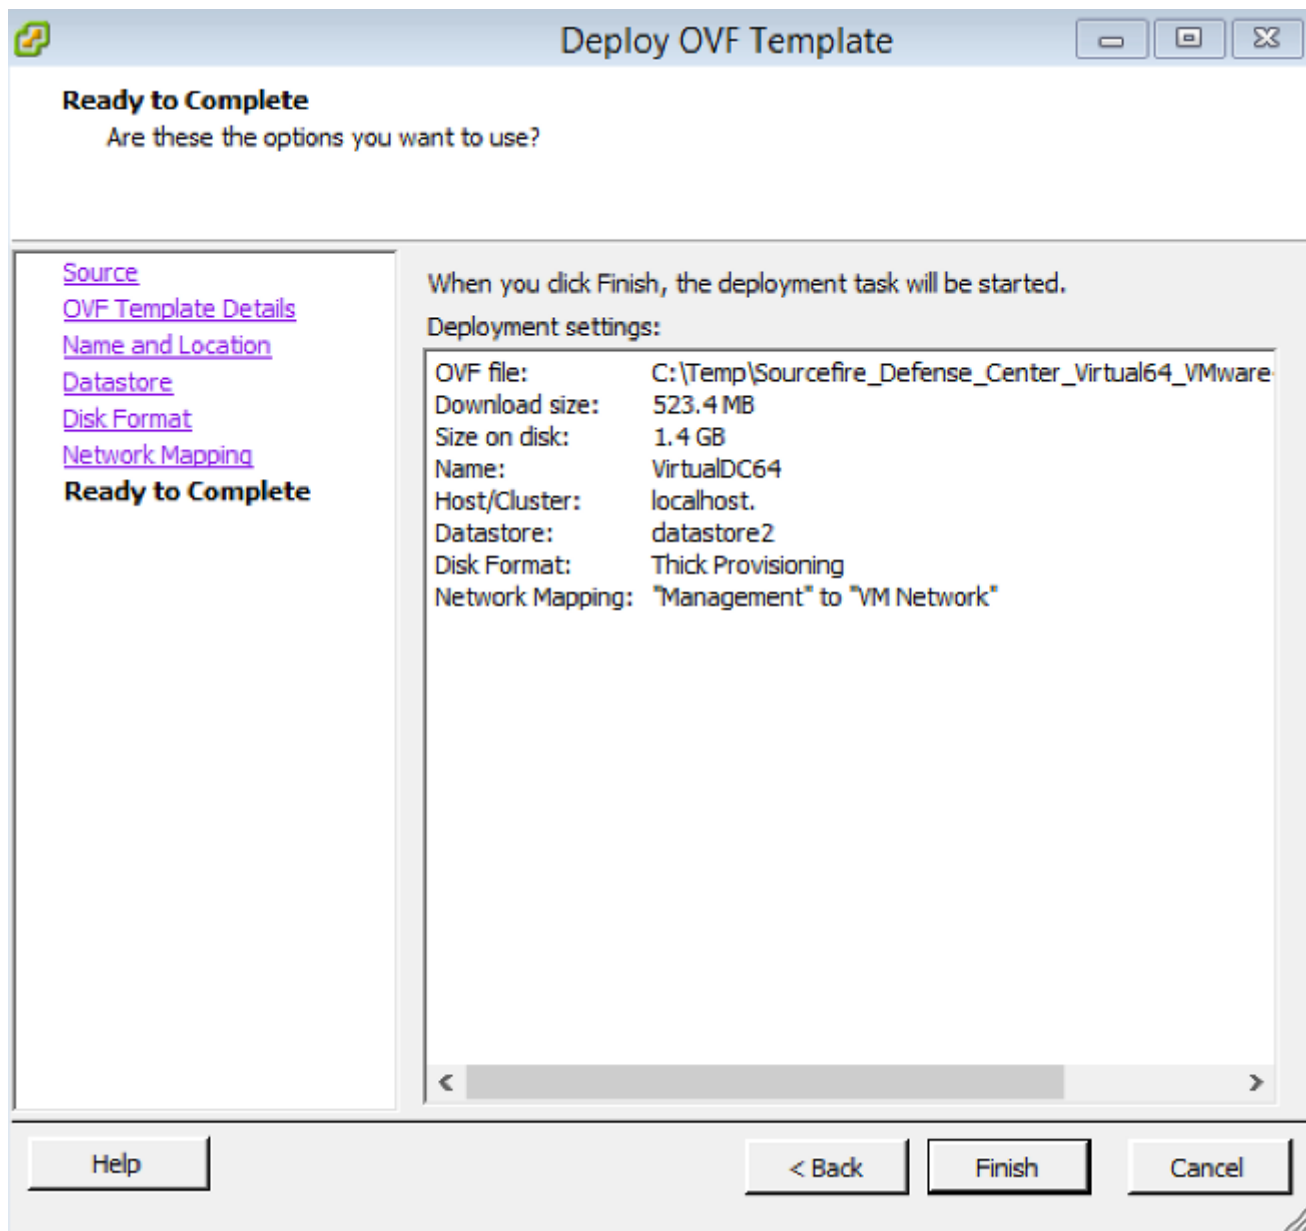 Deploy OVF Template
Ready to Complete
Are these the options you want to use?
Source
OVF Template Details
Name and Location
Datastore
Disk Format
Network Mapping
Ready to Complete
When you click Finish, the deployment task will be started.
Deployment settings:
OVF file: C:\Temp\Sourcefire_Defense_Center_Virtual64_VMware-
Download size: 523.4 MB
Size on disk: 1.4 GB
Name: VirtualDC64
Host/Cluster: localhost.
Datastore: datastore2
Disk Format: Thick Provisioning
Network Mapping: "Management" to "VM Network"
Help
< Back
Finish
Cancel